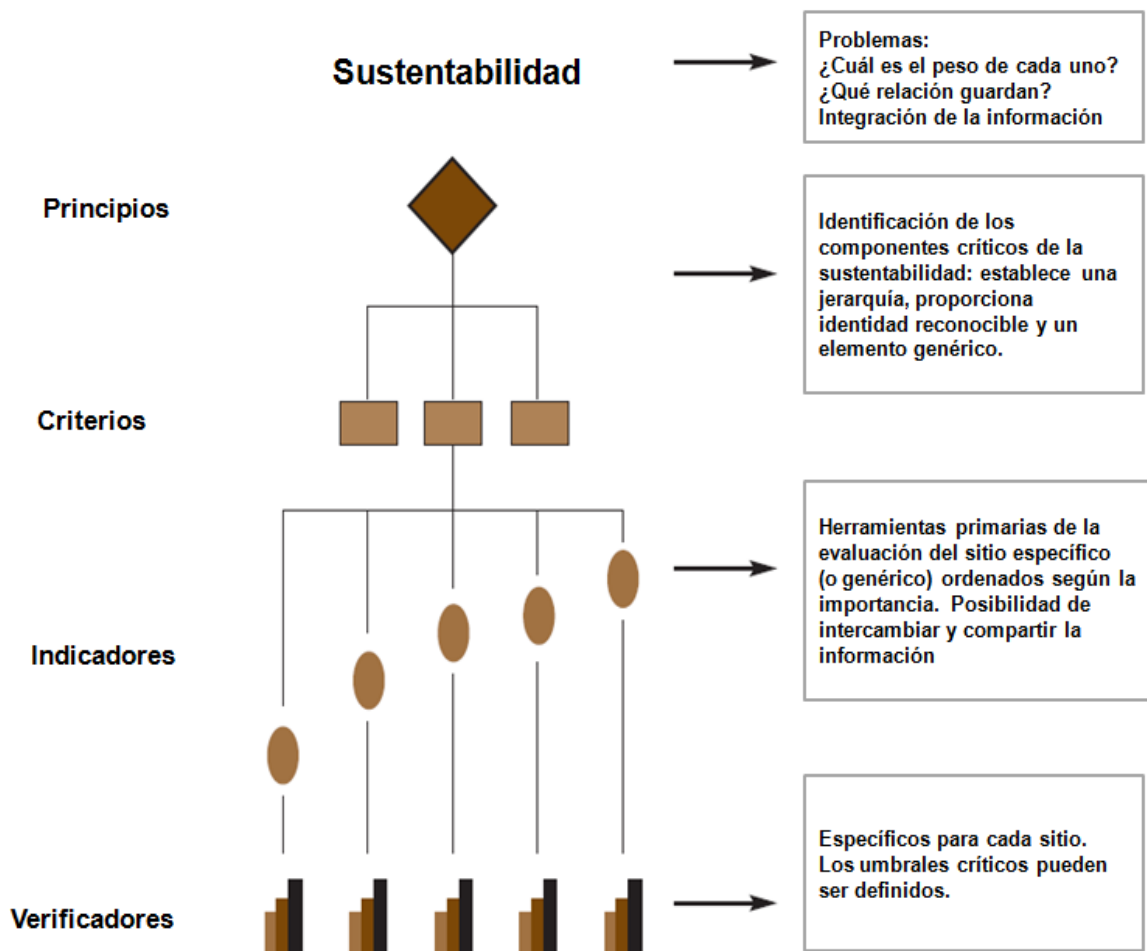 Sustentabilidad
Problemas:
¿Cuál es el peso de cada uno?
¿Qué relación guardan?
Integración de la información
Principios
Identificación de los
componentes críticos de la
sustentabilidad: establece una
jerarquía, proporciona
identidad reconocible y un
elemento genérico.
Criterios
Herramientas primarias de la
evaluación del sitio específico
(o genérico) ordenados según la
importancia. Posibilidad de
intercambiar y compartir la
información
Indicadores
Específicos para cada sitio.
Los umbrales críticos pueden
ser definidos.
Verificadores